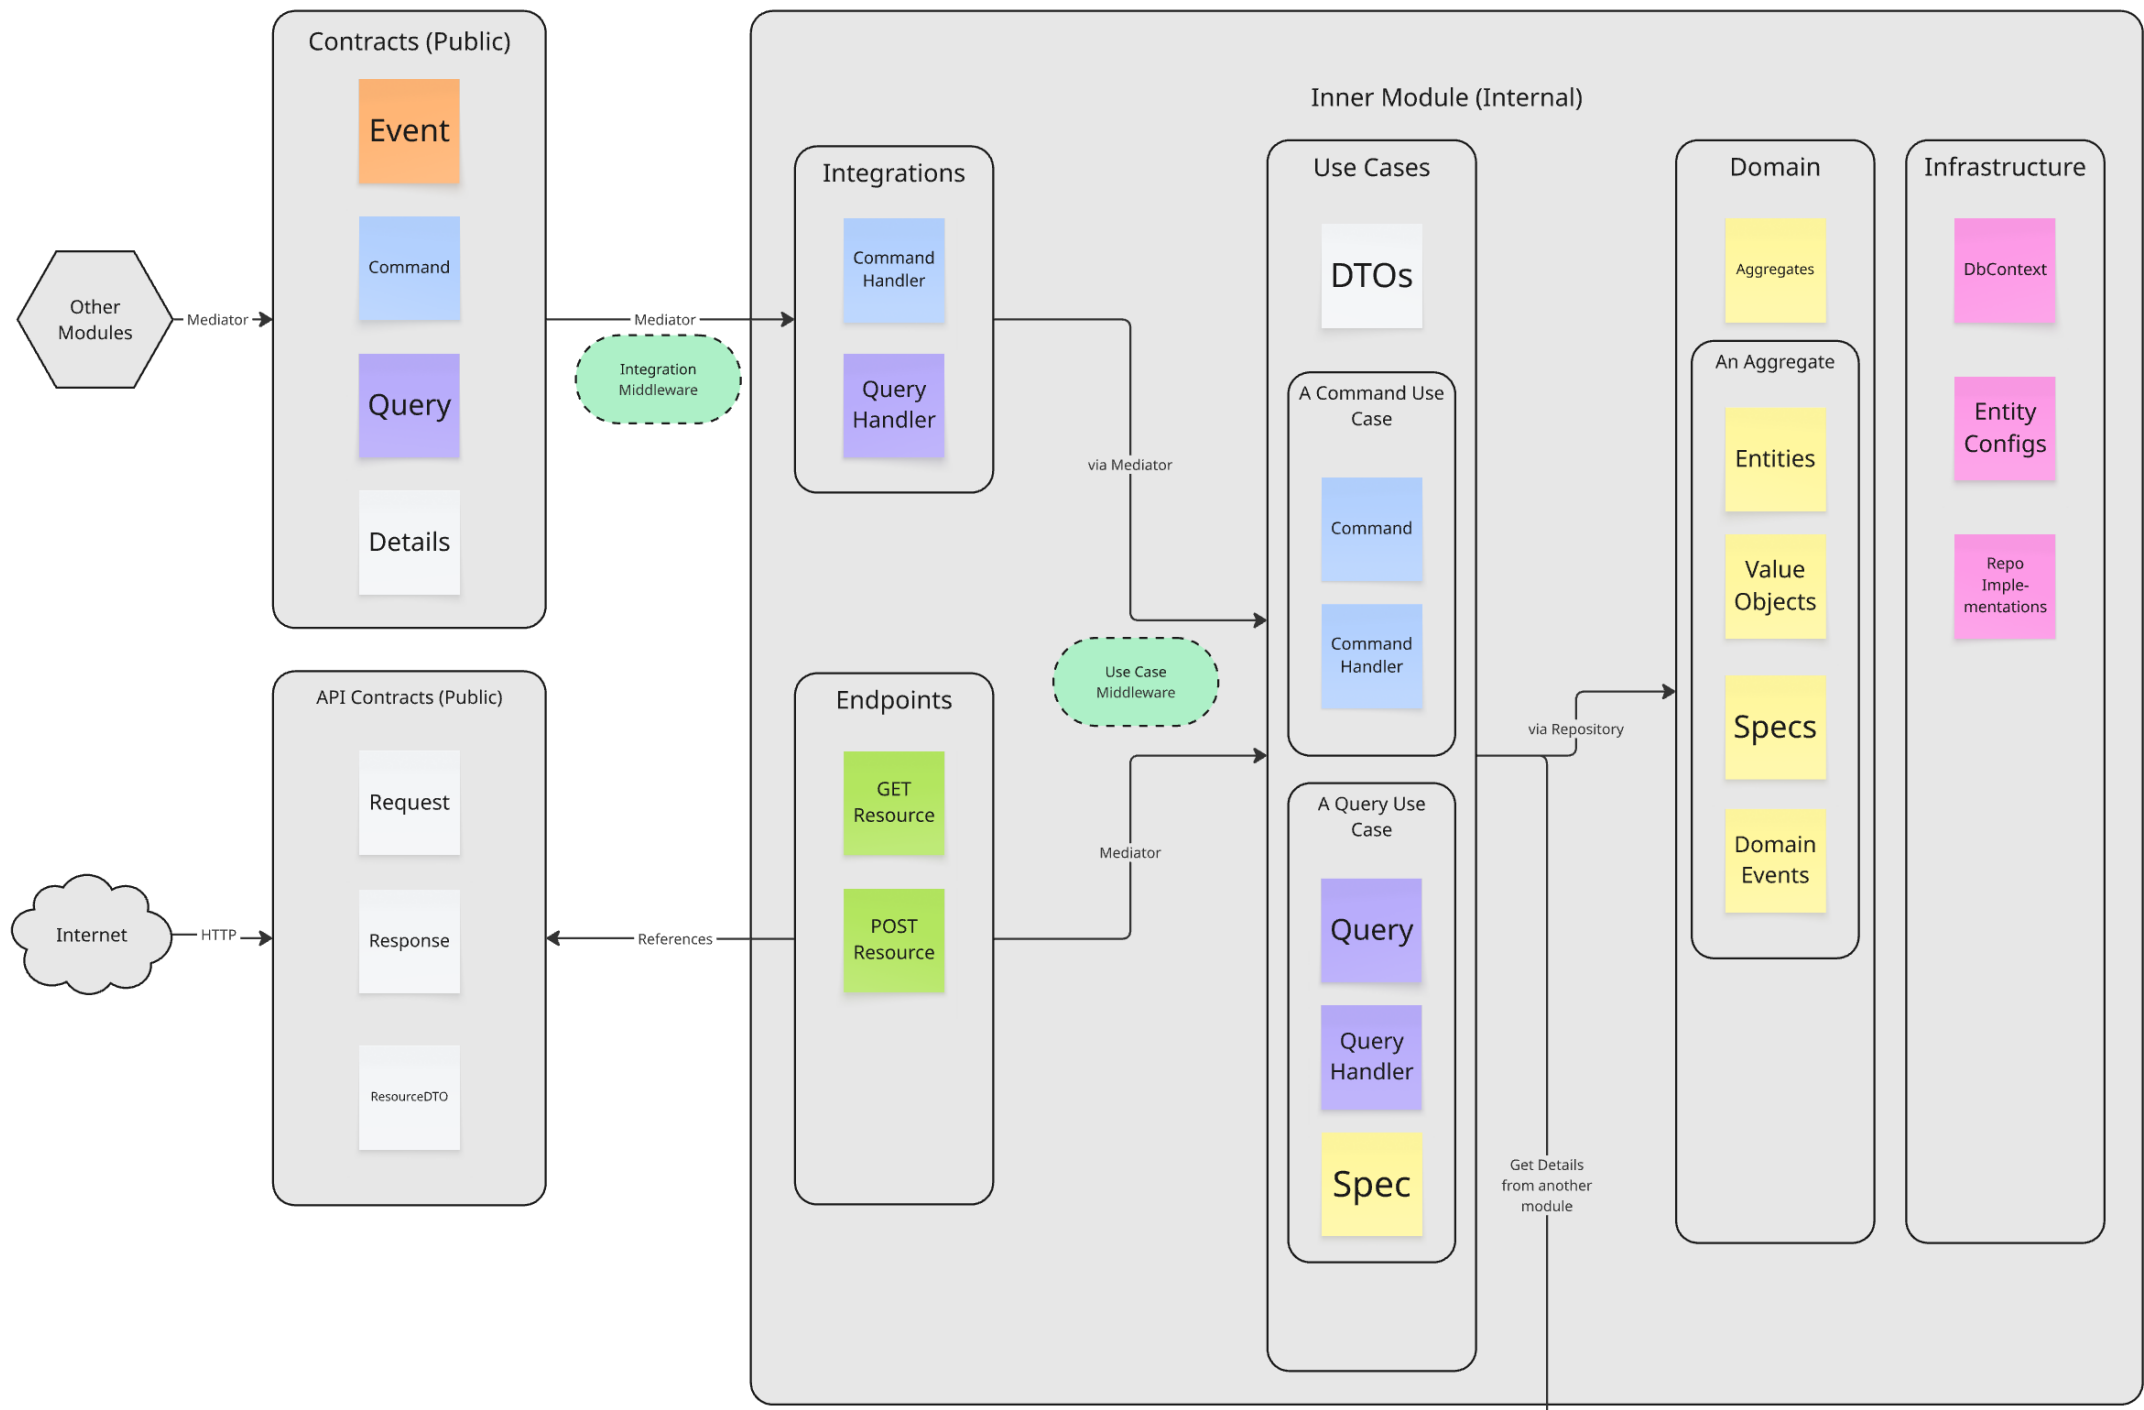 Contracts (Public)
Event
Command
Query
Details
Other
Modules
Mediator
Mediator
Integration
Middleware
API Contracts (Public)
Request
Response
ResourceDTO
Internet
HTTP
References
Inner Module (Internal)
Integrations
Command
Handler
Query
Handler
via Mediator
Endpoints
GET
Resource
POST
Resource
Use Case
Middleware
Mediator
Use Cases
DTOs
A Command Use
Case
Command
Command
Handler
A Query Use
Case
Query
Query
Handler
Spec
via Repository
Get Details
from another
module
Domain
Aggregates
An Aggregate
Entities
Value
Objects
Specs
Domain
Events
Infrastructure
DbContext
Entity
Configs
Repo
Imple-
mentations